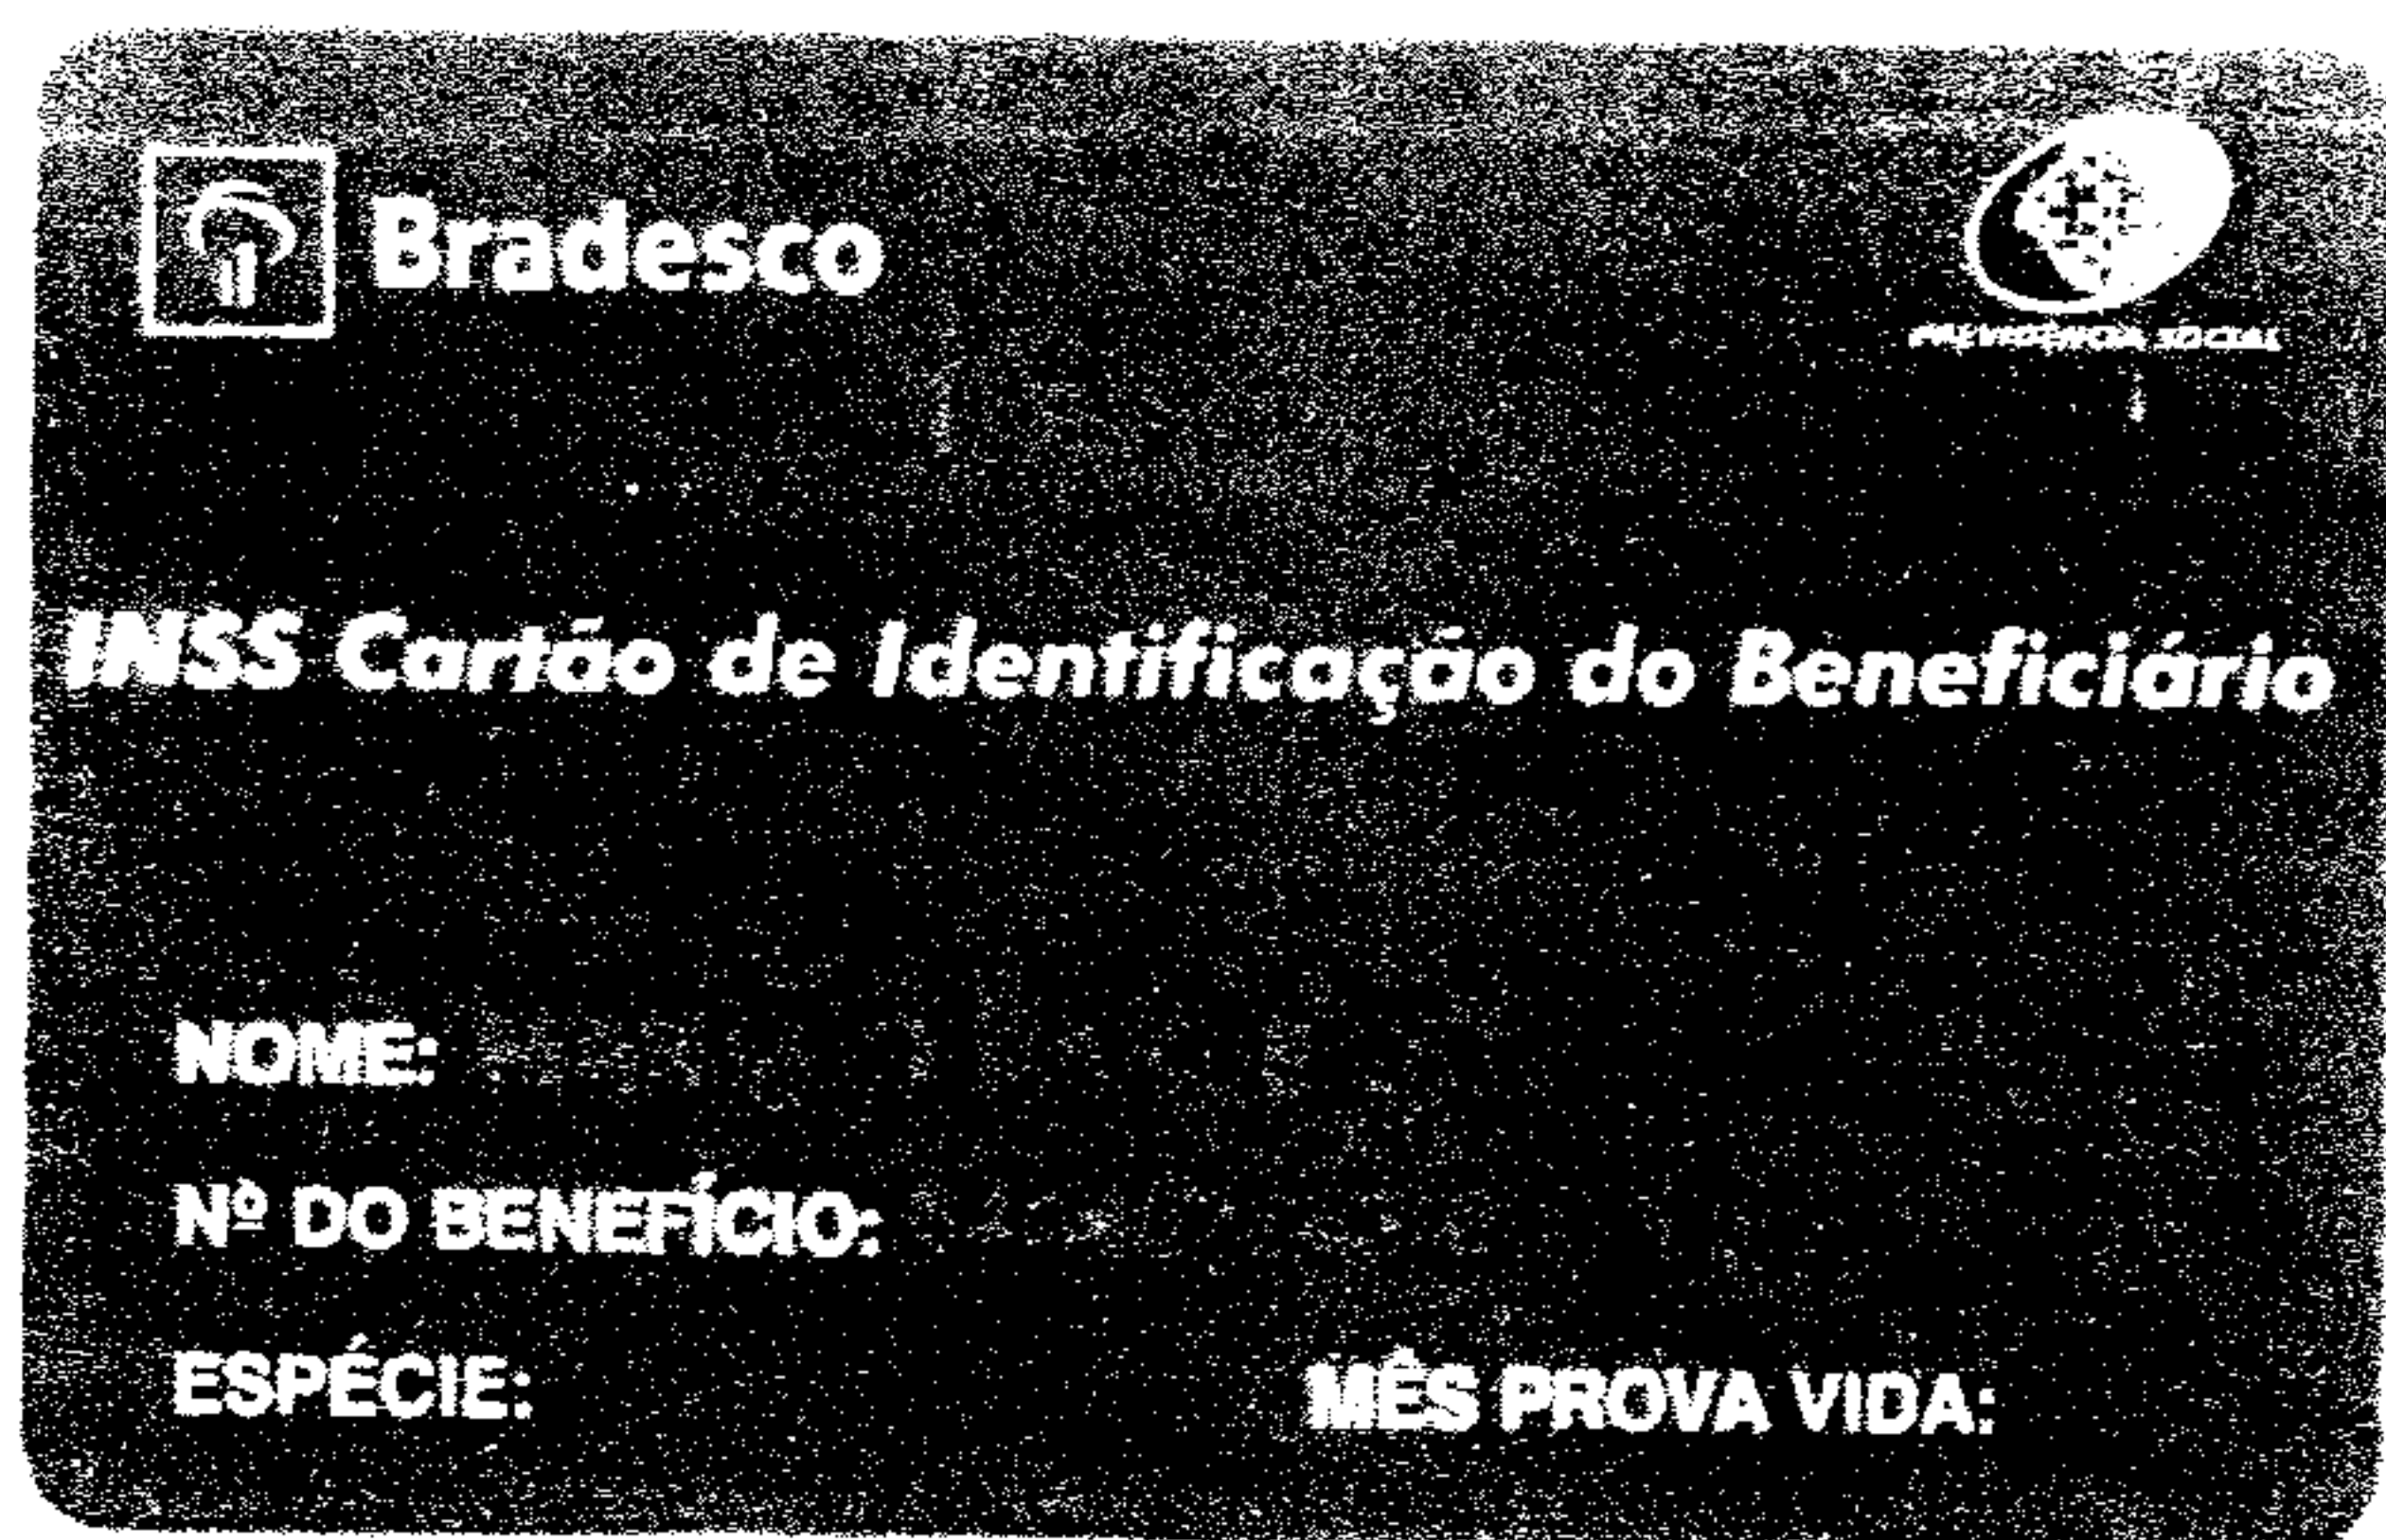 Bradesco
PREVIDÊNCIA SOCIAL
INSS Cartão de Identificação do Beneficiário
NOME:
Nº DO BENEFÍCIO:
ESPÉCIE:
MÊS PROVA VIDA: